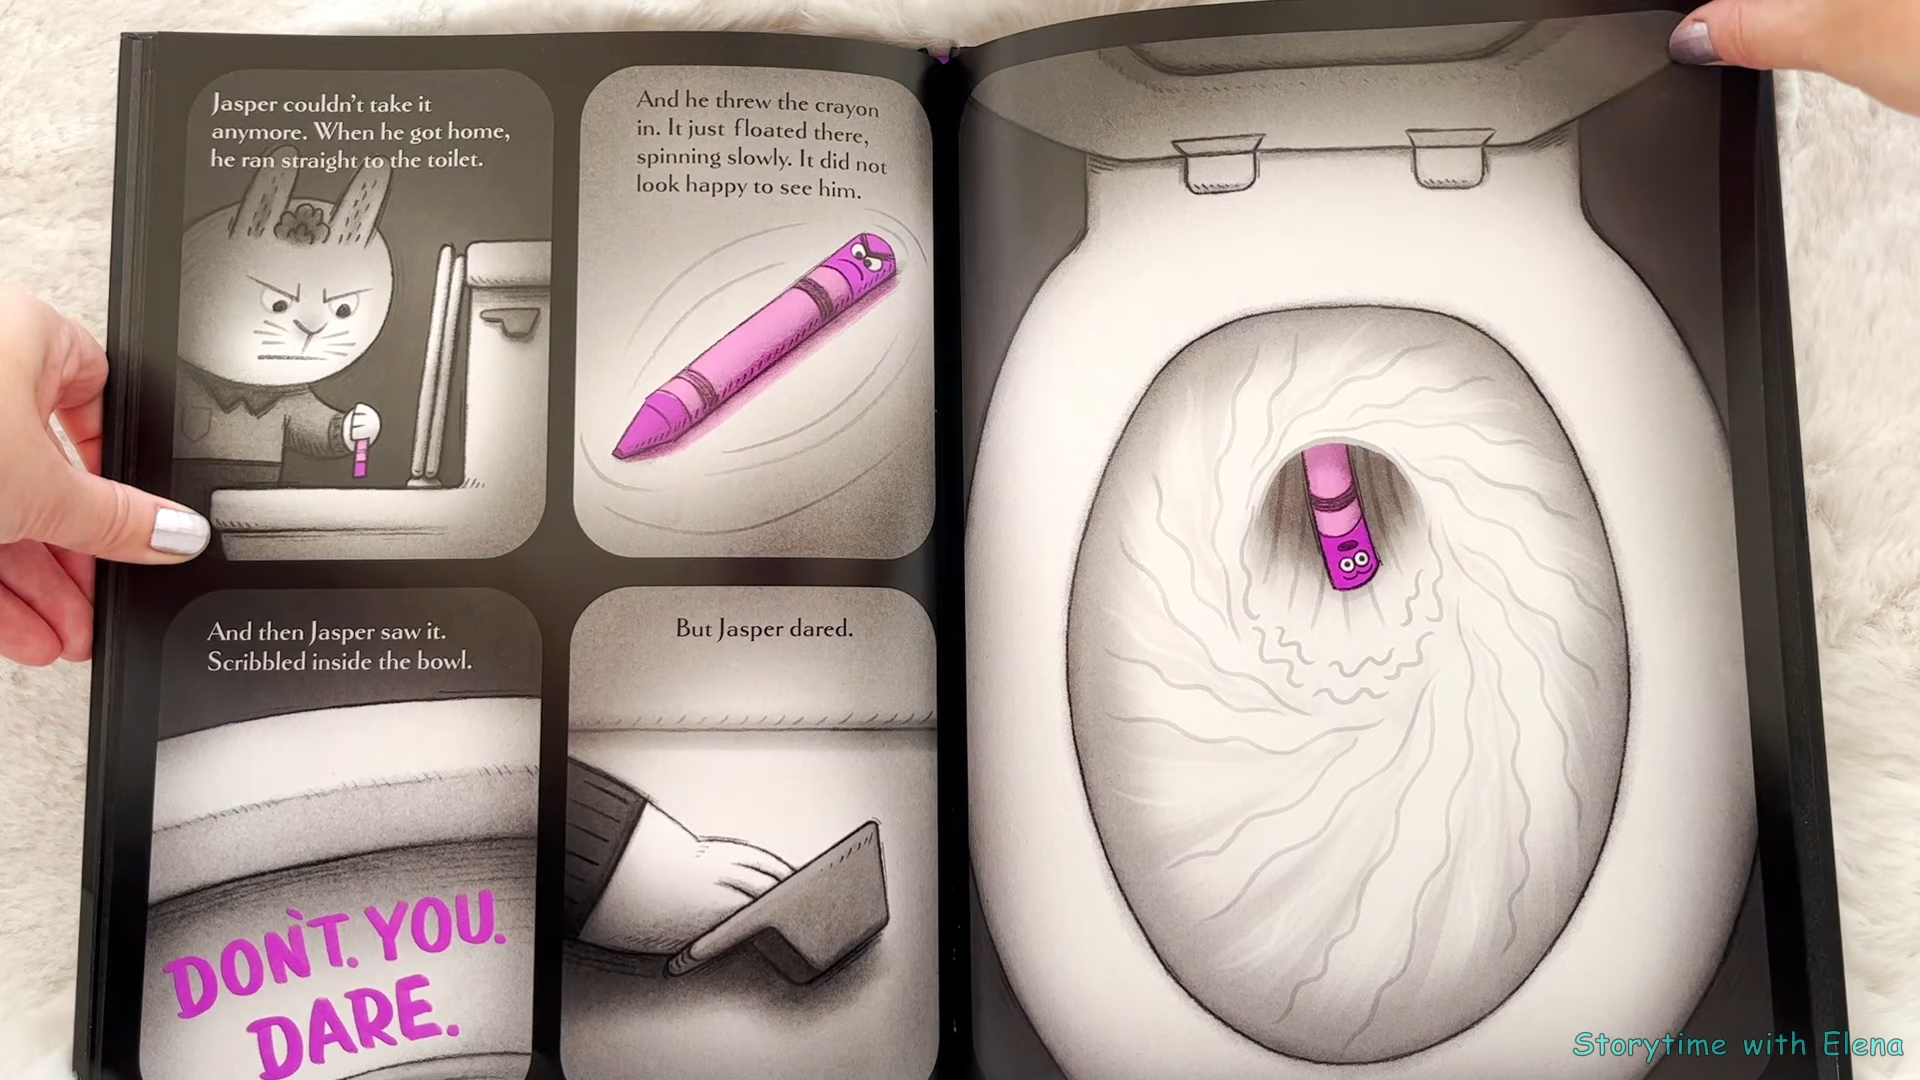 Jasper couldn't take it
anymore. When he got home,
he ran straight to the toilet.
And he threw the crayon
in. It just floated there,
spinning slowly. It did not
look happy to see him.
And then Jasper saw it.
Scribbled inside the bowl.
DON'T. YOU.
DARE.
But Jasper dared.
Storytime with Elena